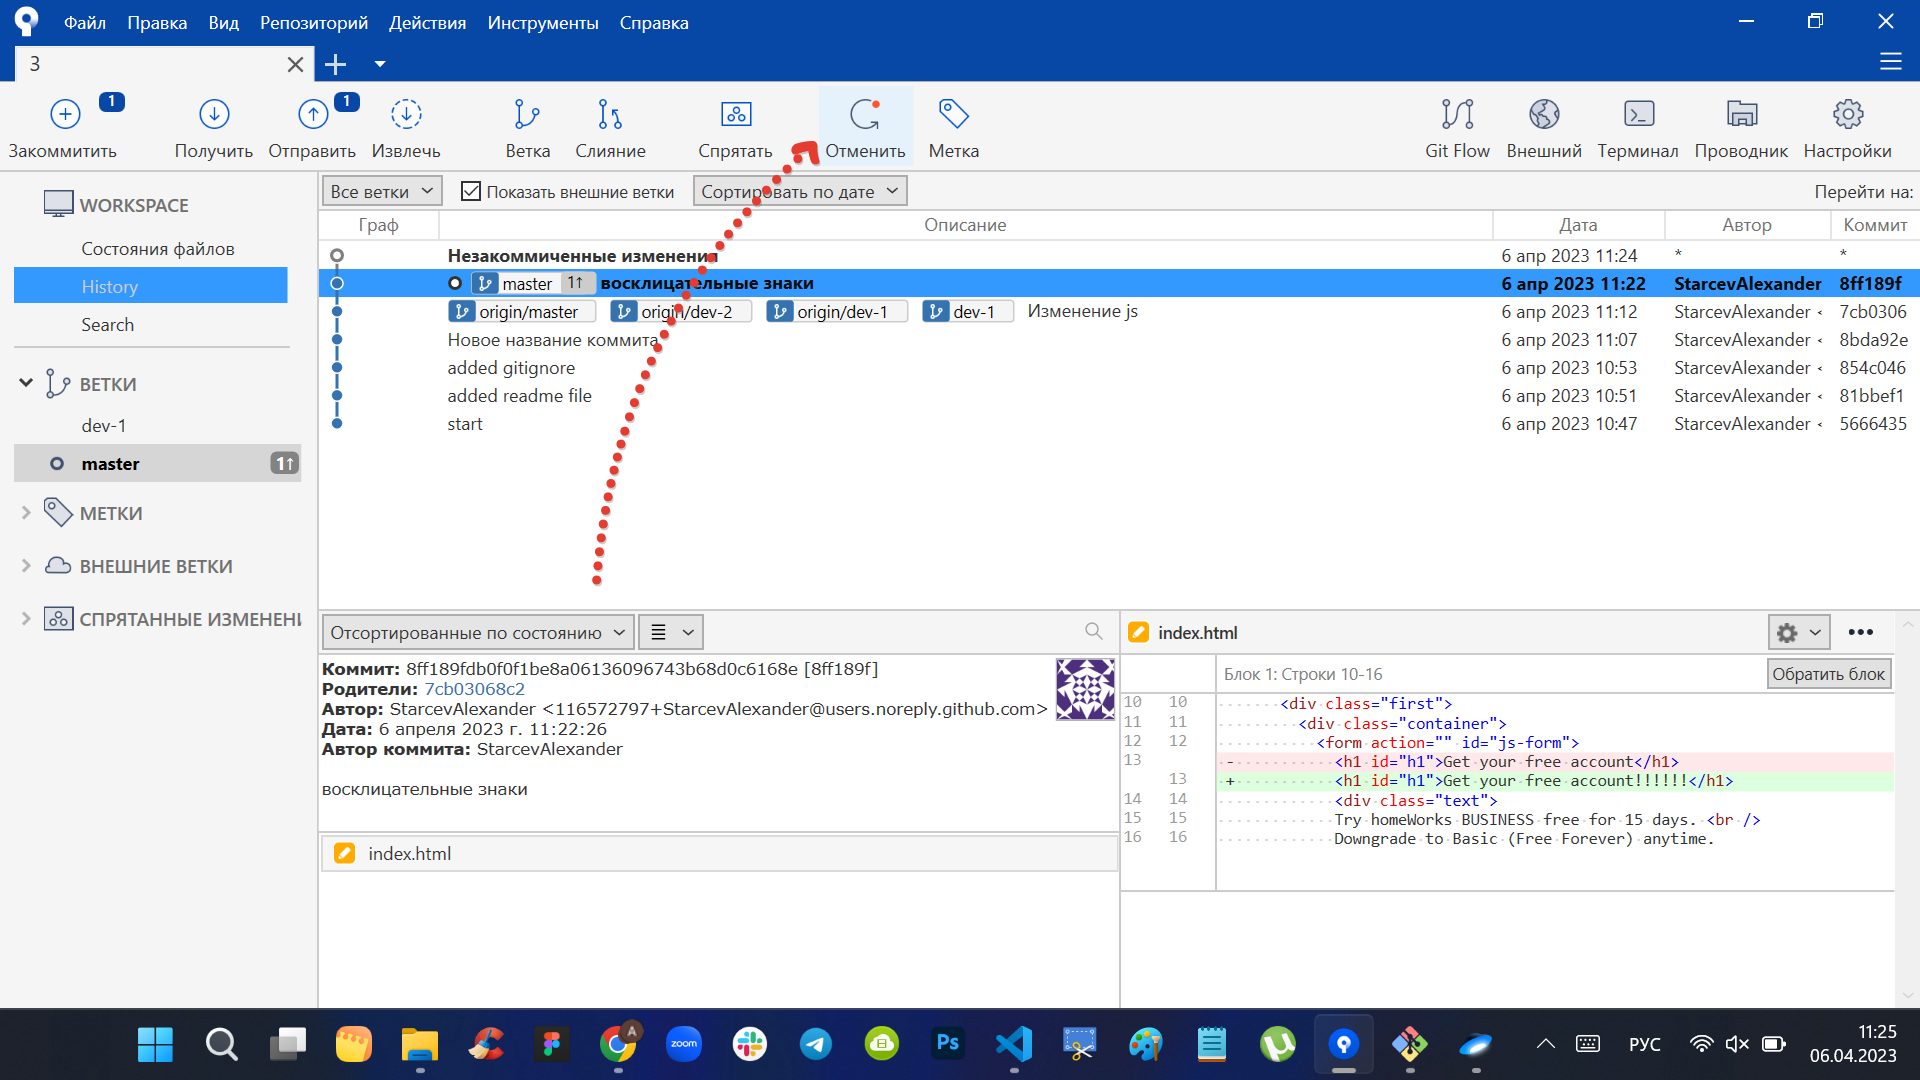 Файл Правка Вид Репозиторий Действия Инструменты Справка
3
1 1
Закоммитить Получить Отправить Извлечь Ветка Слияние Спрятать Отменить Метка Git Flow Внешний Терминал Проводник Настройки
Все ветки Показать внешние ветки Сортировать по дате Перейти на:
WORKSPACE
Состояния файлов
History
Search
ВЕТКИ
dev-1
master 1↑
МЕТКИ
ВНЕШНИЕ ВЕТКИ
СПРЯТАННЫЕ ИЗМЕНЕНИ
Граф Описание Дата Автор Коммит
Незакоммиченные изменения 6 апр 2023 11:24 * *
master 1↑ восклицательные знаки 6 апр 2023 11:22 StarcevAlexander 8ff189f
origin/master origin/dev-2 origin/dev-1 dev-1 Изменение js 6 апр 2023 11:12 StarcevAlexander < 7cb0306
Новое название коммита 6 апр 2023 11:07 StarcevAlexander < 8bda92e
added gitignore 6 апр 2023 10:53 StarcevAlexander < 854c046
added readme file 6 апр 2023 10:51 StarcevAlexander < 81bbef1
start 6 апр 2023 10:47 StarcevAlexander < 5666435
Отсортированные по состоянию
Коммит: 8ff189fdb0f0f1be8a06136096743b68d0c6168e [8ff189f]
Родители: 7cb03068c2
Автор: StarcevAlexander <116572797+StarcevAlexander@users.noreply.github.com>
Дата: 6 апреля 2023 г. 11:22:26
Автор коммита: StarcevAlexander
восклицательные знаки
index.html
index.html
Блок 1: Строки 10-16 Обратить блок
10 10 <div class="first">
11 11 <div class="container">
12 12 <form action="" id="js-form">
13 - <h1 id="h1">Get your free account</h1>
13 + <h1 id="h1">Get your free account!!!!!!</h1>
14 14 <div class="text">
15 15 Try homeWorks BUSINESS free for 15 days. <br />
16 16 Downgrade to Basic (Free Forever) anytime.
A zoom Ps РУС 11:25
06.04.2023